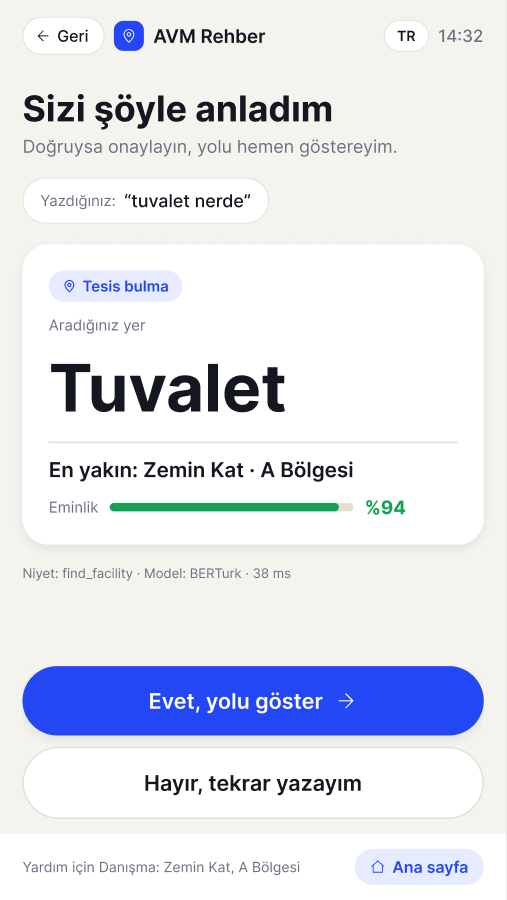 Geri
AVM Rehber
TR
14:32
Sizi şöyle anladım
Doğruysa onaylayın, yolu hemen göstereyim.
Yazdığınız: “tuvalet nerde”
Tesis bulma
Aradığınız yer
Tuvalet
En yakın: Zemin Kat · A Bölgesi
Eminlik %94
Niyet: find_facility · Model: BERTurk · 38 ms
Evet, yolu göster →
Hayır, tekrar yazayım
Yardım için Danışma: Zemin Kat, A Bölgesi
Ana sayfa